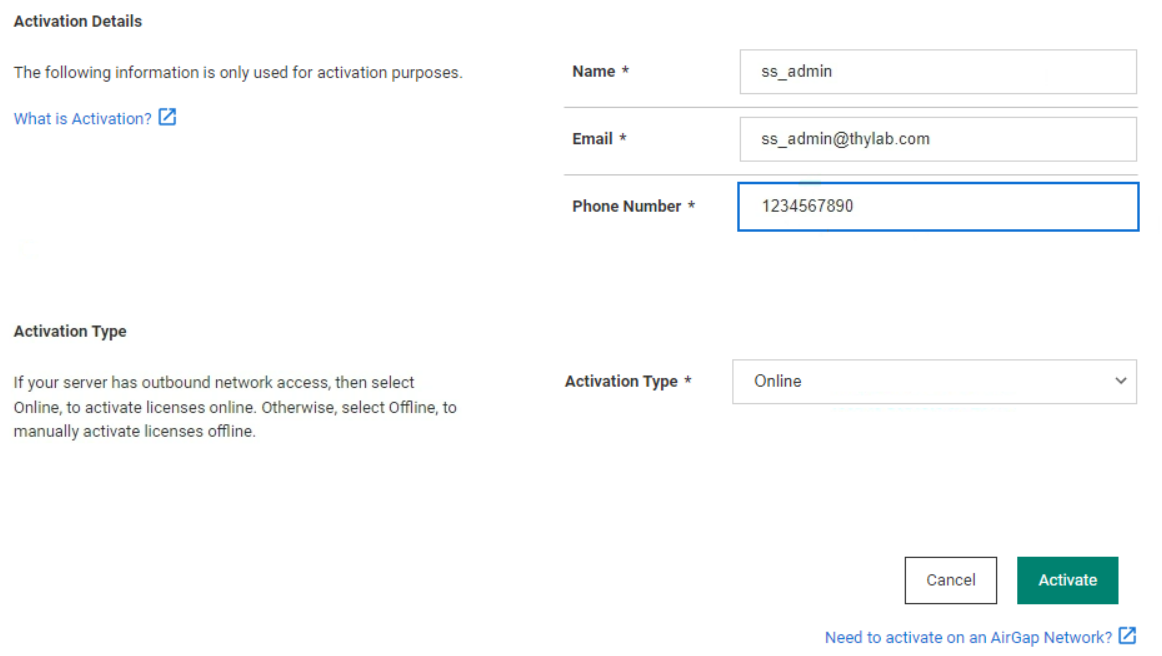 Activation Details
The following information is only used for activation purposes.
What is Activation?
Name *
ss_admin
Email *
ss_admin@thylab.com
Phone Number *
1234567890
Activation Type
If your server has outbound network access, then select
Online, to activate licenses online. Otherwise, select Offline, to
manually activate licenses offline.
Activation Type *
Online
Cancel
Activate
Need to activate on an AirGap Network?